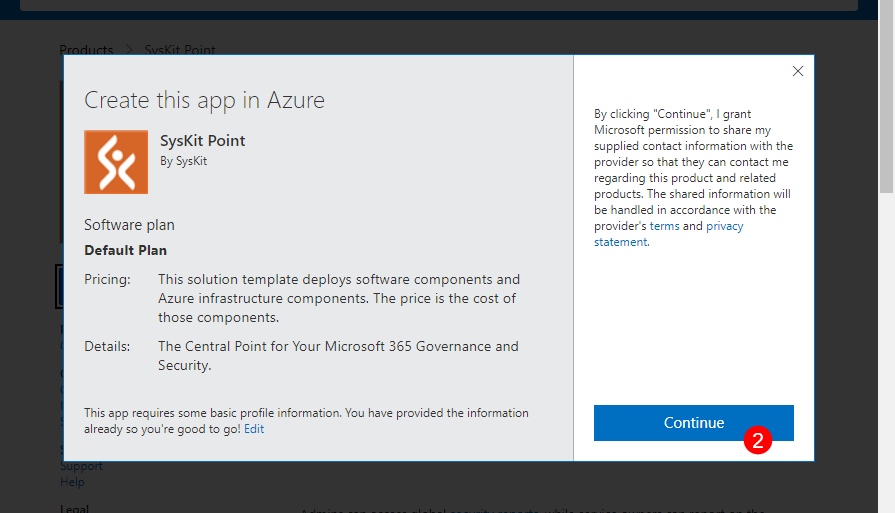 Products > SysKit Point
Create this app in Azure
SysKit Point
By SysKit
Software plan
Default Plan
Pricing: This solution template deploys software components and
Azure infrastructure components. The price is the cost of
those components.
Details: The Central Point for Your Microsoft 365 Governance and
Security.
This app requires some basic profile information. You have provided the information
already so you're good to go! Edit
By clicking "Continue", I grant
Microsoft permission to share my
supplied contact information with the
provider so that they can contact me
regarding this product and related
products. The shared information will
be handled in accordance with the
provider's terms and privacy
statement.
Continue
2
Support
Help
Legal